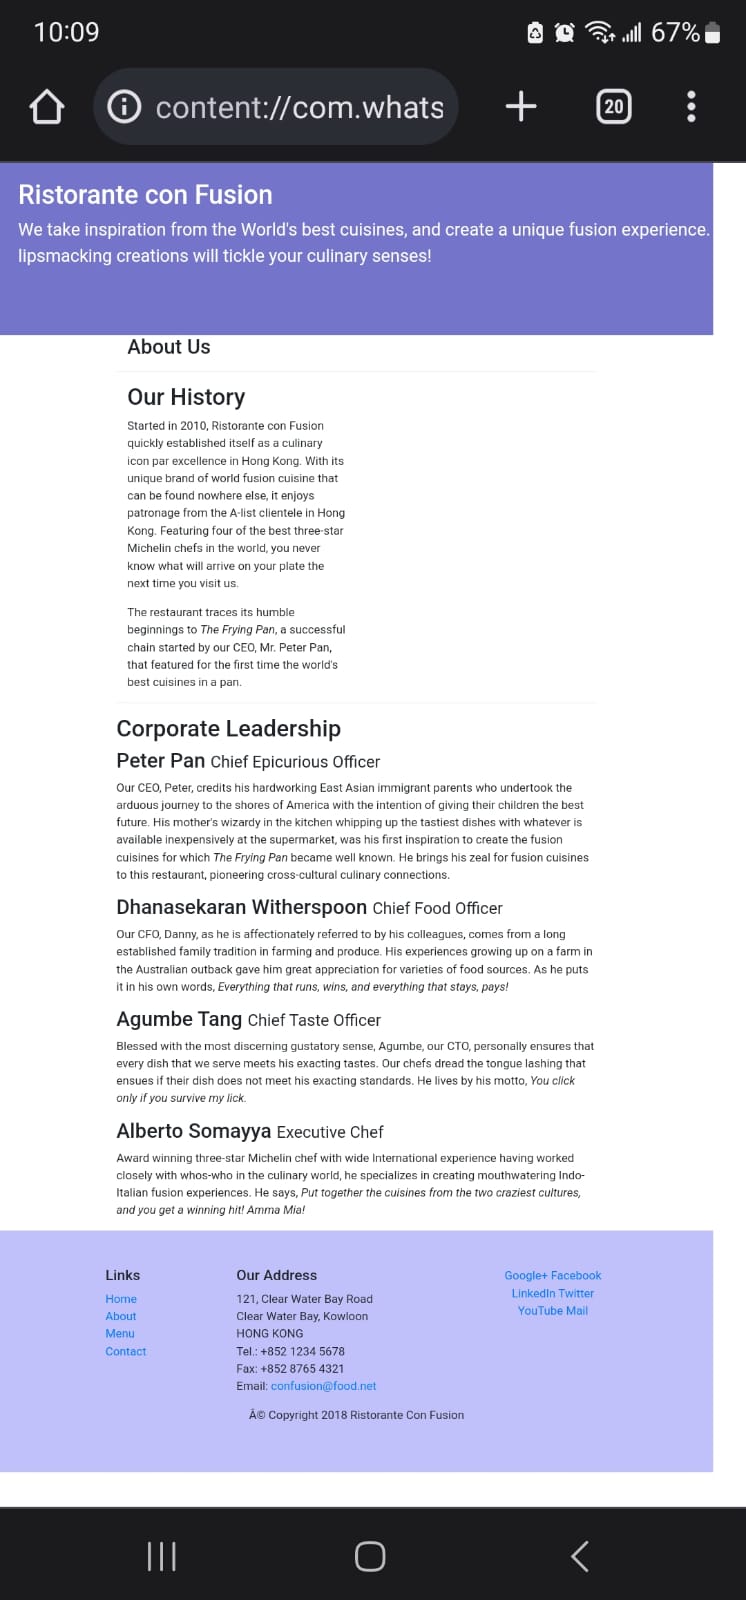 10:09
67%
content://com.whats
20
Ristorante con Fusion
We take inspiration from the World's best cuisines, and create a unique fusion experience.
lipsmacking creations will tickle your culinary senses!
About Us
Our History
Started in 2010, Ristorante con Fusion
quickly established itself as a culinary
icon par excellence in Hong Kong. With its
unique brand of world fusion cuisine that
can be found nowhere else, it enjoys
patronage from the A-list clientele in Hong
Kong. Featuring four of the best three-star
Michelin chefs in the world, you never
know what will arrive on your plate the
next time you visit us.
The restaurant traces its humble
beginnings to The Frying Pan, a successful
chain started by our CEO, Mr. Peter Pan,
that featured for the first time the world's
best cuisines in a pan.
Corporate Leadership
Peter Pan Chief Epicurious Officer
Our CEO, Peter, credits his hardworking East Asian immigrant parents who undertook the
arduous journey to the shores of America with the intention of giving their children the best
future. His mother's wizardy in the kitchen whipping up the tastiest dishes with whatever is
available inexpensively at the supermarket, was his first inspiration to create the fusion
cuisines for which The Frying Pan became well known. He brings his zeal for fusion cuisines
to this restaurant, pioneering cross-cultural culinary connections.
Dhanasekaran Witherspoon Chief Food Officer
Our CFO, Danny, as he is affectionately referred to by his colleagues, comes from a long
established family tradition in farming and produce. His experiences growing up on a farm in
the Australian outback gave him great appreciation for varieties of food sources. As he puts
it in his own words, Everything that runs, wins, and everything that stays, pays!
Agumbe Tang Chief Taste Officer
Blessed with the most discerning gustatory sense, Agumbe, our CTO, personally ensures that
every dish that we serve meets his exacting tastes. Our chefs dread the tongue lashing that
ensues if their dish does not meet his exacting standards. He lives by his motto, You click
only if you survive my lick.
Alberto Somayya Executive Chef
Award winning three-star Michelin chef with wide International experience having worked
closely with whos-who in the culinary world, he specializes in creating mouthwatering Indo-
Italian fusion experiences. He says, Put together the cuisines from the two craziest cultures,
and you get a winning hit! Amma Mia!
Links
Home
About
Menu
Contact
Our Address
121, Clear Water Bay Road
Clear Water Bay, Kowloon
HONG KONG
Tel.: +852 1234 5678
Fax: +852 8765 4321
Email: confusion@food.net
Google+ Facebook
LinkedIn Twitter
YouTube Mail
Â© Copyright 2018 Ristorante Con Fusion